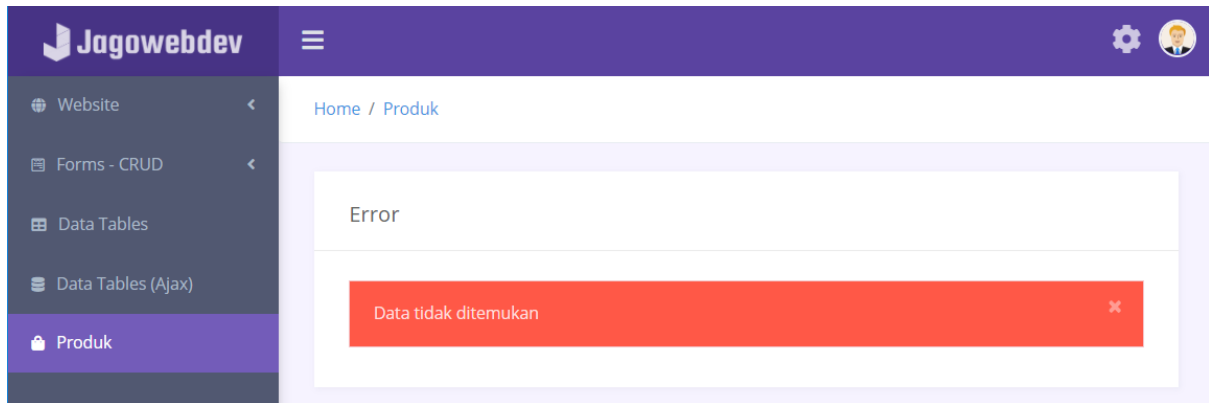 Jagowebdev
Website
Home / Produk
Forms - CRUD
Error
Data Tables
Data Tables (Ajax)
Data tidak ditemukan
Produk